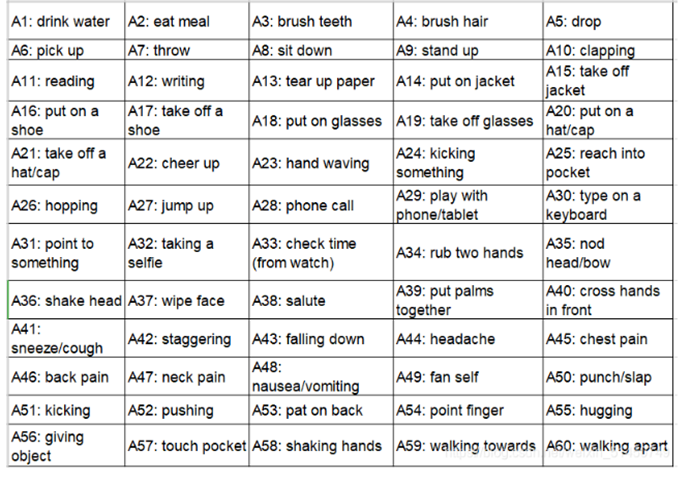 A1: drink water
A2: eat meal
A3: brush teeth
A4: brush hair
A5: drop
A6: pick up
A7: throw
A8: sit down
A9: stand up
A10: clapping
A11: reading
A12: writing
A13: tear up paper
A14: put on jacket
A15: take off
jacket
A16: put on a
shoe
A17: take off a
shoe
A18: put on glasses
A19: take off glasses
A20: put on a
hat/cap
A21: take off a
hat/cap
A22: cheer up
A23: hand waving
A24: kicking
something
A25: reach into
pocket
A26: hopping
A27: jump up
A28: phone call
A29: play with
phone/tablet
A30: type on a
keyboard
A31: point to
something
A32: taking a
selfie
A33: check time
(from watch)
A34: rub two hands
A35: nod
head/bow
A36: shake head
A37: wipe face
A38: salute
A39: put palms
together
A40: cross hands
in front
A41:
sneeze/cough
A42: staggering
A43: falling down
A44: headache
A45: chest pain
A46: back pain
A47: neck pain
A48:
nausea/vomiting
A49: fan self
A50: punch/slap
A51: kicking
A52: pushing
A53: pat on back
A54: point finger
A55: hugging
A56: giving
object
A57: touch pocket
A58: shaking hands
A59: walking towards
A60: walking apart